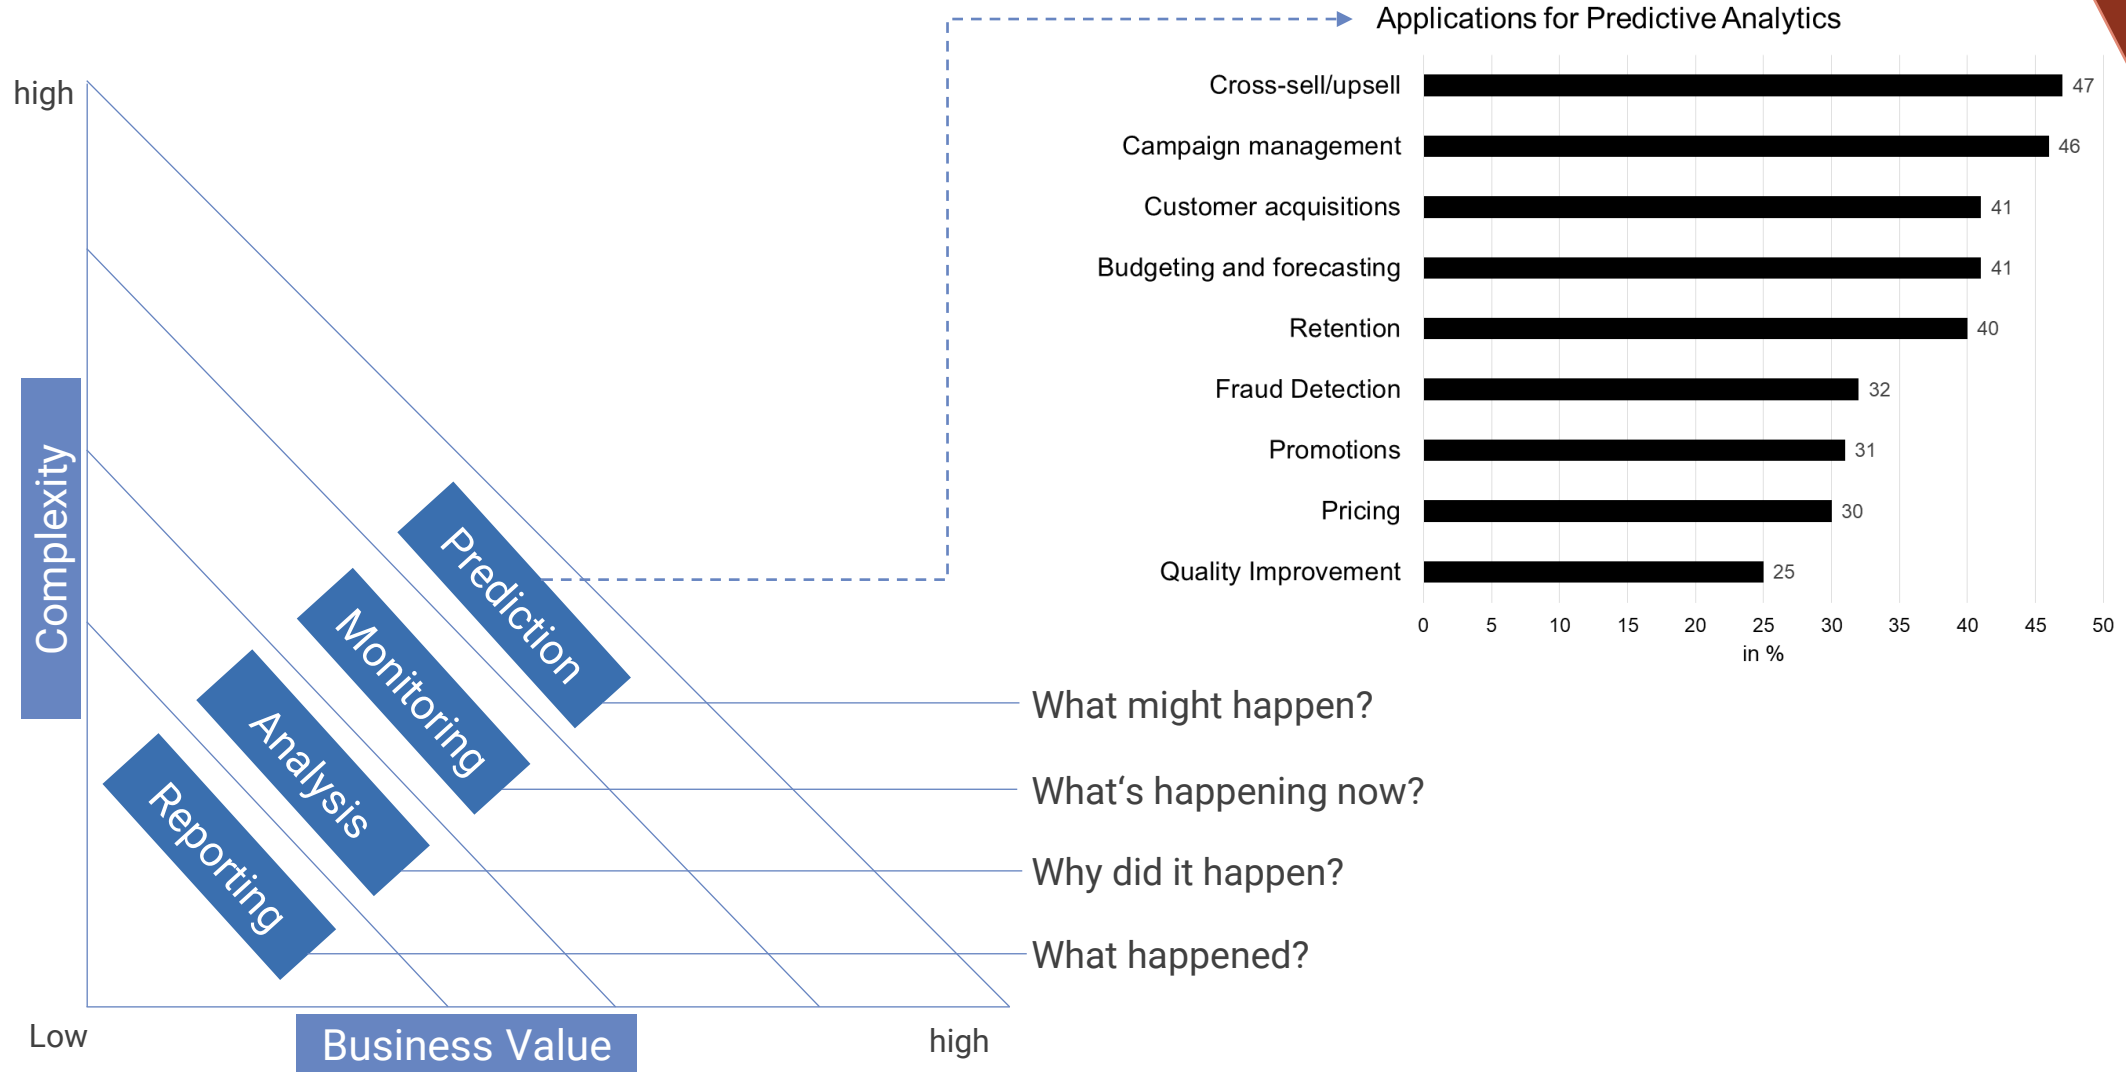 Applications for Predictive Analytics
high
Complexity
Low
Business Value
high
Prediction
Monitoring
Analysis
Reporting
What might happen?
What‘s happening now?
Why did it happen?
What happened?
Cross-sell/upsell 47
Campaign management 46
Customer acquisitions 41
Budgeting and forecasting 41
Retention 40
Fraud Detection 32
Promotions 31
Pricing 30
Quality Improvement 25
0 5 10 15 20 25 30 35 40 45 50
in %